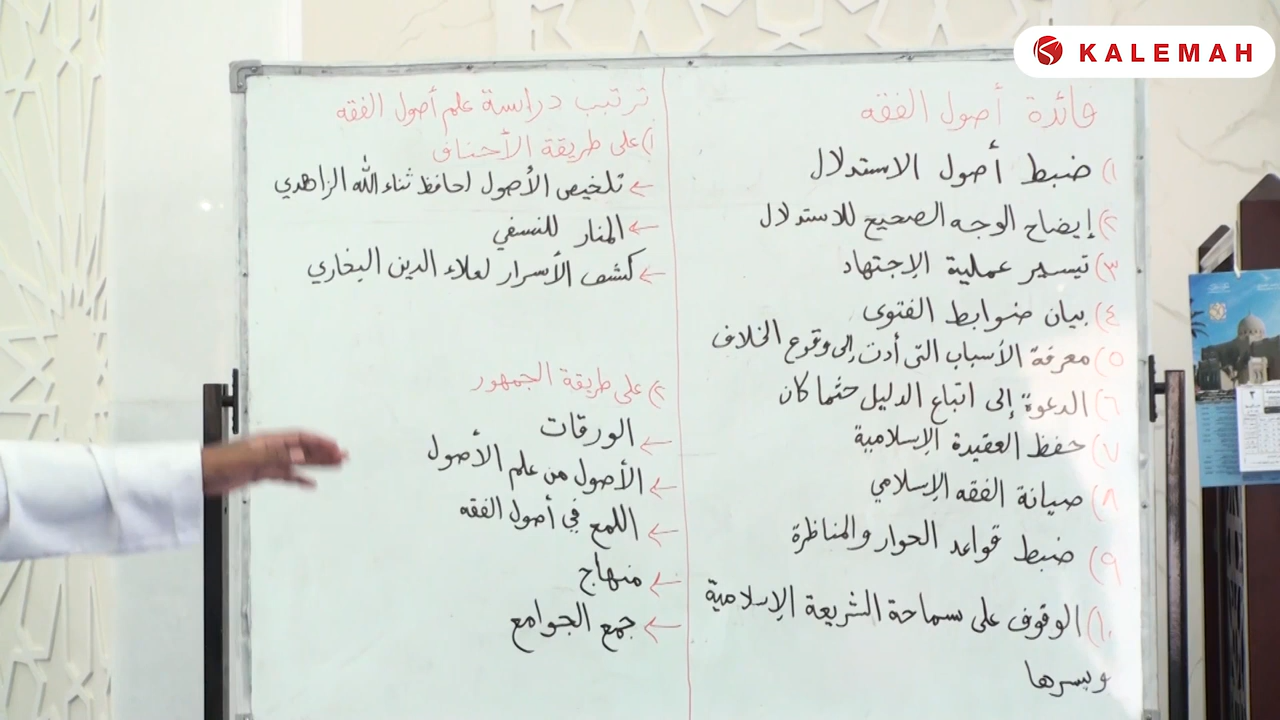 KALEMAH
فائدة أصول الفقه
١) ضبط أصول الاستدلال
٢) إيضاح الوجه الصحيح للاستدلال
٣) تيسير عملية الإجتهاد
٤) بيان ضوابط الفتوى
٥) معرفة الأسباب التي أدت إلى وقوع الخلاف
٦) الدعوة إلى اتباع الدليل حثما كان
٧) حفظ العقيدة الإسلامية
٨) صيانة الفقه الإسلامي
٩) ضبط قواعد الحوار والمناظرة
١٠) الوقوف على سماحة الشريعة الإسلامية
ويسرها
ترتيب دراسة علم أصول الفقه
١) على طريقة الأحناف
← تلخيص الأصول لحافظ ثناء الله الزاهدي
← المنار للنسفي
← كشف الأسرار لعلاء الدين البخاري
٢) على طريقة الجمهور
← الورقات
← الأصول من علم الأصول
← اللمع في أصول الفقه
← منهاج
← جمع الجوامع